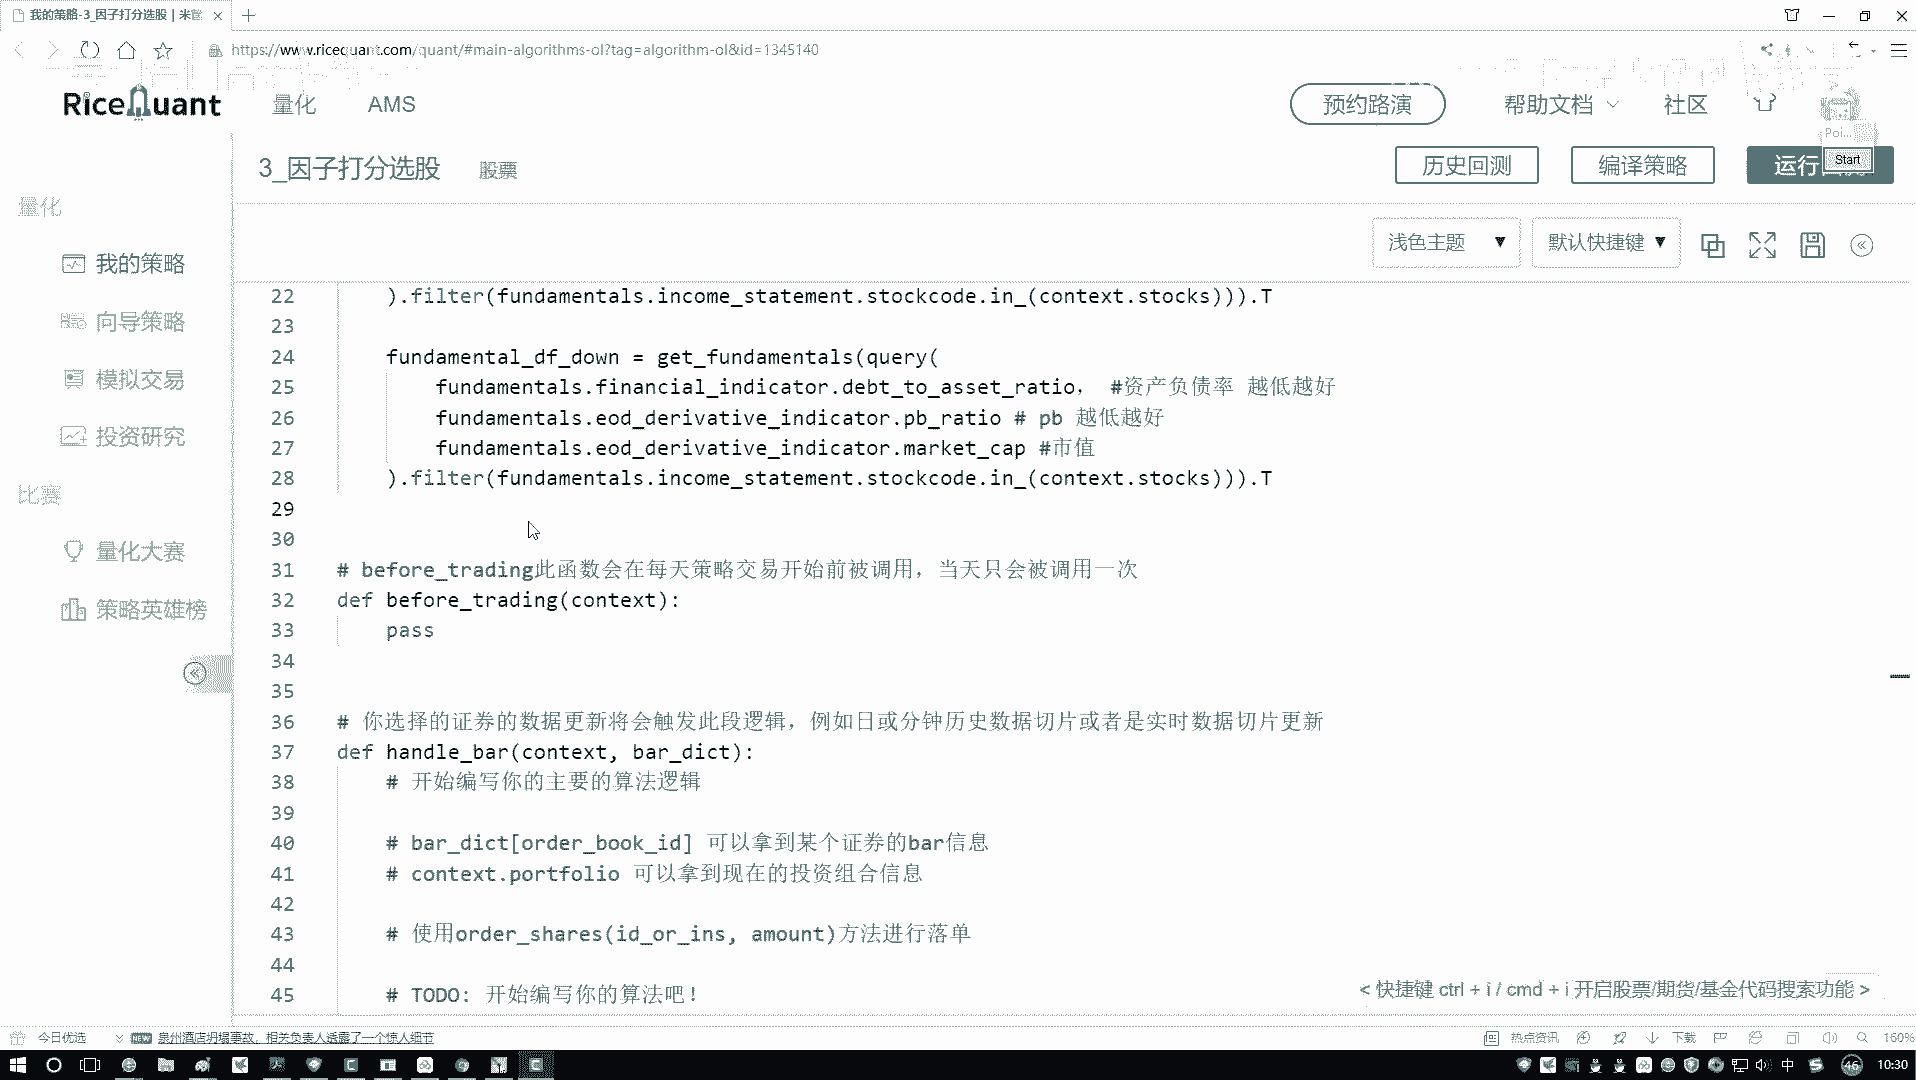 我的策略-3_因子打分选股 | 米筐
https://www.ricequant.com/quant/#main-algorithms-ol?tag=algorithm-ol&id=1345140
RiceQuant 量化 AMS 预约路演 帮助文档 社区
Poi...
Start
3_因子打分选股 股票 历史回测 编译策略 运行
量化
我的策略
向导策略
模拟交易
投资研究
比赛
量化大赛
策略英雄榜
浅色主题 ▼ 默认快捷键 ▼
22 ).filter(fundamentals.income_statement.stockcode.in_(context.stocks))).T
23
24 fundamental_df_down = get_fundamentals(query(
25 fundamentals.financial_indicator.debt_to_asset_ratio， #资产负债率 越低越好
26 fundamentals.eod_derivative_indicator.pb_ratio # pb 越低越好
27 fundamentals.eod_derivative_indicator.market_cap #市值
28 ).filter(fundamentals.income_statement.stockcode.in_(context.stocks))).T
29
30
31 # before_trading此函数会在每天策略交易开始前被调用，当天只会被调用一次
32 def before_trading(context):
33 pass
34
35
36 # 你选择的证券的数据更新将会触发此段逻辑，例如日或分钟历史数据切片或者是实时数据切片更新
37 def handle_bar(context, bar_dict):
38 # 开始编写你的主要的算法逻辑
39
40 # bar_dict[order_book_id] 可以拿到某个证券的bar信息
41 # context.portfolio 可以拿到现在的投资组合信息
42
43 # 使用order_shares(id_or_ins, amount)方法进行落单
44
45 # TODO: 开始编写你的算法吧！
< 快捷键 ctrl + i / cmd + i 开启股票/期货/基金代码搜索功能 >
今日优选 NEW 泉州酒店坍塌事故，相关负责人透露了一个惊人细节 热点资讯 下载 160%
中 46 10:30